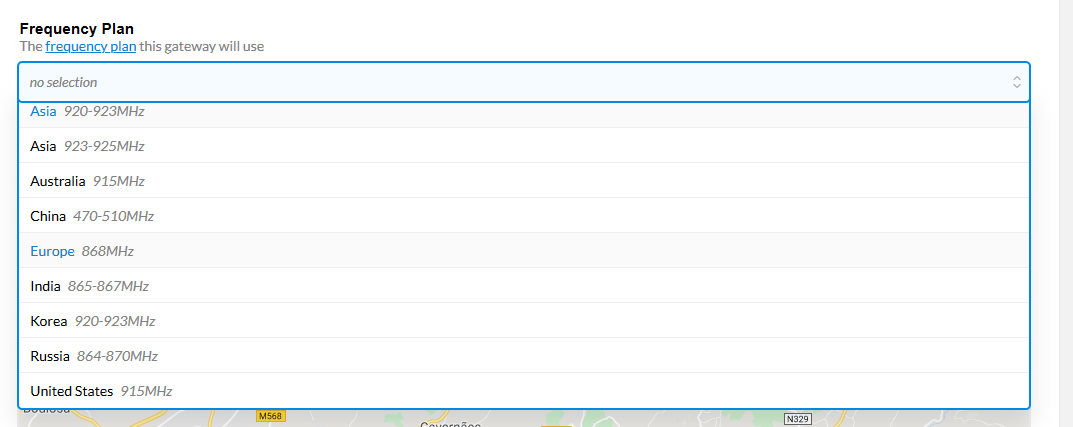 Frequency Plan
The frequency plan this gateway will use
no selection
Asia 920-923MHz
Asia 923-925MHz
Australia 915MHz
China 470-510MHz
Europe 868MHz
India 865-867MHz
Korea 920-923MHz
Russia 864-870MHz
United States 915MHz
M568
N329